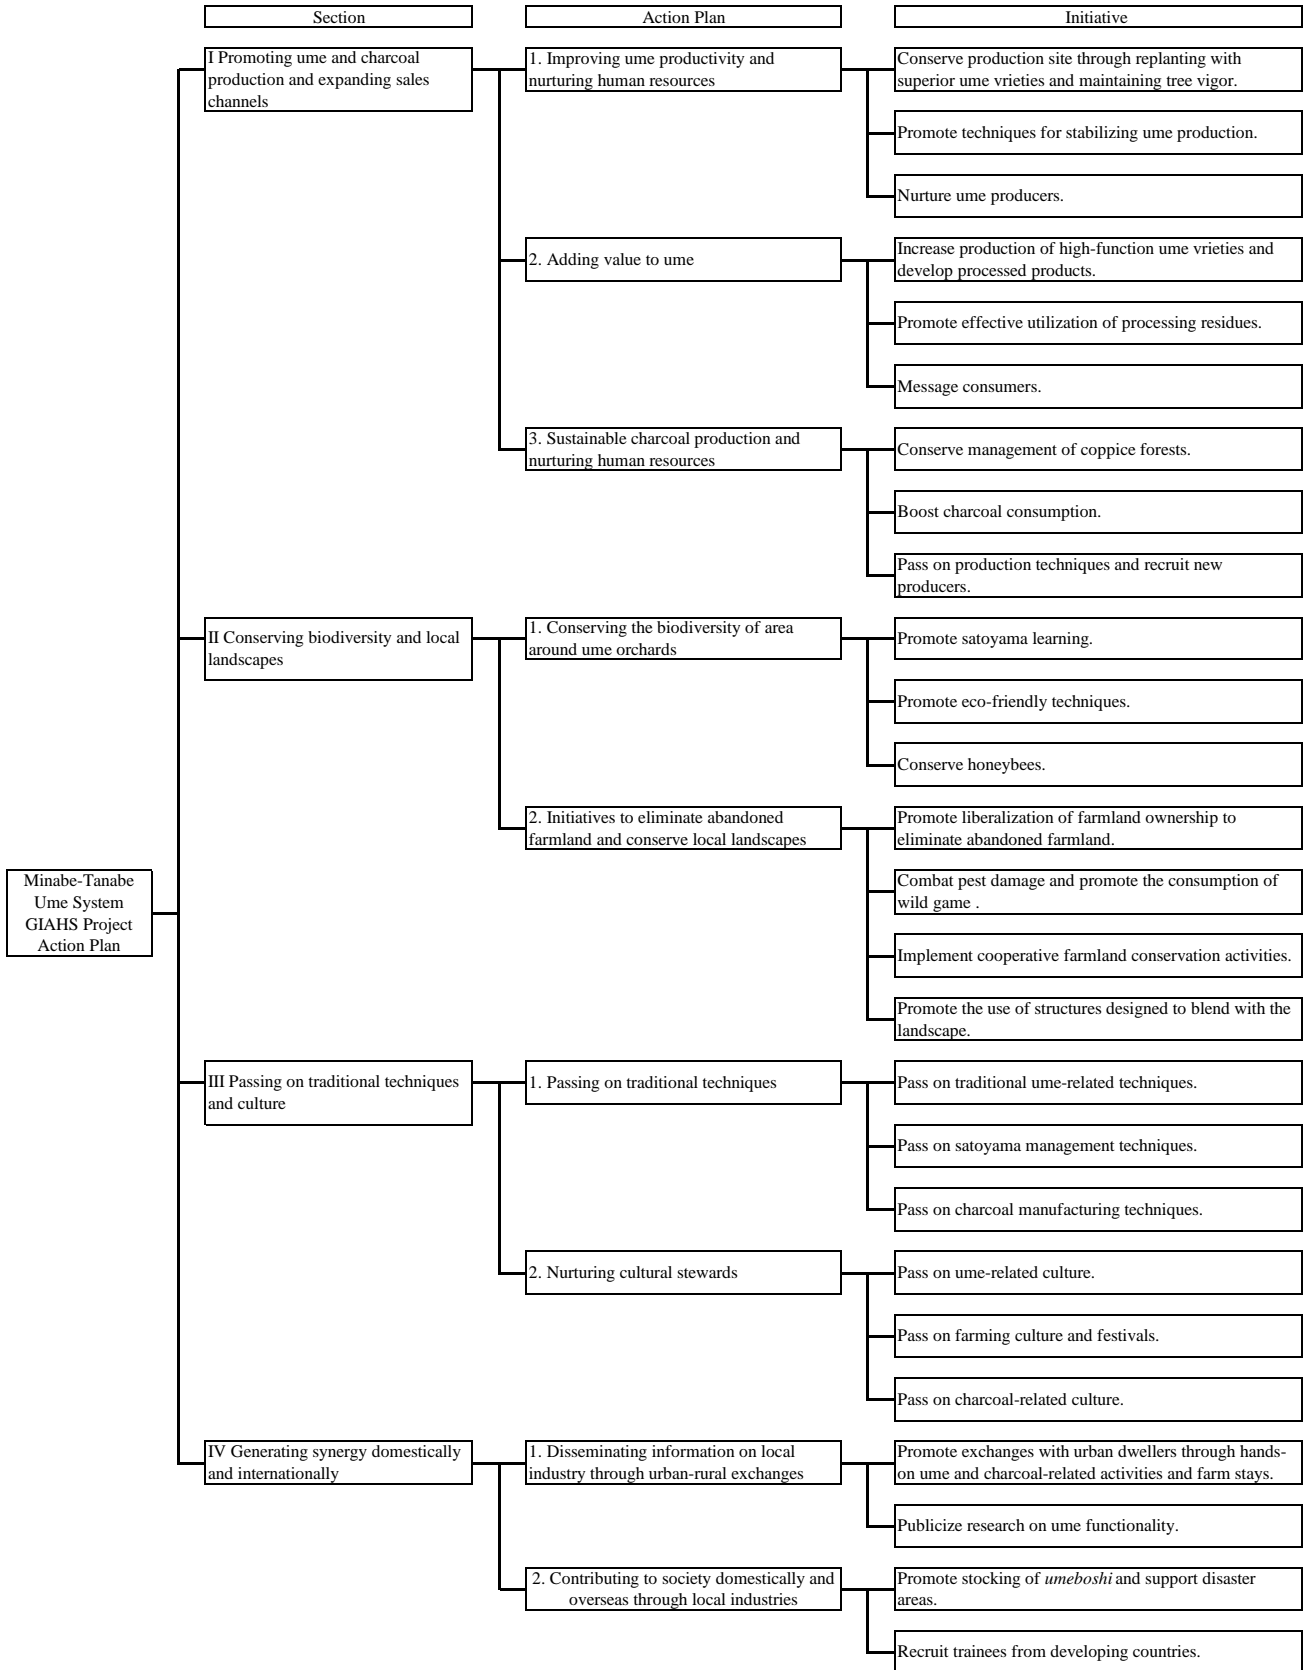 Section
Action Plan
Initiative
Minabe-Tanabe
Ume System
GIAHS Project
Action Plan
I Promoting ume and charcoal
production and expanding sales
channels
1. Improving ume productivity and
nurturing human resources
Conserve production site through replanting with
superior ume vrieties and maintaining tree vigor.
Promote techniques for stabilizing ume production.
Nurture ume producers.
2. Adding value to ume
Increase production of high-function ume vrieties and
develop processed products.
Promote effective utilization of processing residues.
Message consumers.
3. Sustainable charcoal production and
nurturing human resources
Conserve management of coppice forests.
Boost charcoal consumption.
Pass on production techniques and recruit new
producers.
II Conserving biodiversity and local
landscapes
1. Conserving the biodiversity of area
around ume orchards
Promote satoyama learning.
Promote eco-friendly techniques.
Conserve honeybees.
2. Initiatives to eliminate abandoned
farmland and conserve local landscapes
Promote liberalization of farmland ownership to
eliminate abandoned farmland.
Combat pest damage and promote the consumption of
wild game .
Implement cooperative farmland conservation activities.
Promote the use of structures designed to blend with the
landscape.
III Passing on traditional techniques
and culture
1. Passing on traditional techniques
Pass on traditional ume-related techniques.
Pass on satoyama management techniques.
Pass on charcoal manufacturing techniques.
2. Nurturing cultural stewards
Pass on ume-related culture.
Pass on farming culture and festivals.
Pass on charcoal-related culture.
IV Generating synergy domestically
and internationally
1. Disseminating information on local
industry through urban-rural exchanges
Promote exchanges with urban dwellers through hands-
on ume and charcoal-related activities and farm stays.
Publicize research on ume functionality.
2. Contributing to society domestically and
overseas through local industries
Promote stocking of umeboshi and support disaster
areas.
Recruit trainees from developing countries.